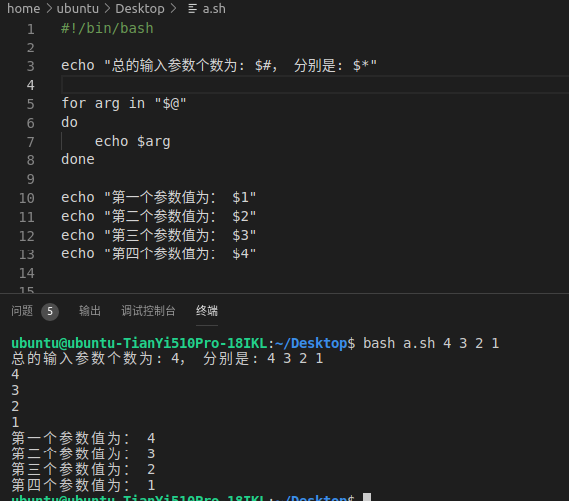 home > ubuntu > Desktop > a.sh
1 #!/bin/bash
2
3 echo "总的输入参数个数为: $#， 分别是: $*"
4
5 for arg in "$@"
6 do
7 echo $arg
8 done
9
10 echo "第一个参数值为： $1"
11 echo "第二个参数值为： $2"
12 echo "第三个参数值为： $3"
13 echo "第四个参数值为： $4"
14
15
问题 5 输出 调试控制台 终端
ubuntu@ubuntu-TianYi510Pro-18IKL:~/Desktop$ bash a.sh 4 3 2 1
总的输入参数个数为: 4， 分别是: 4 3 2 1
4
3
2
1
第一个参数值为： 4
第二个参数值为： 3
第三个参数值为： 2
第四个参数值为： 1
ubuntu@ubuntu-TianYi510Pro-18IKL:~/Desktop$